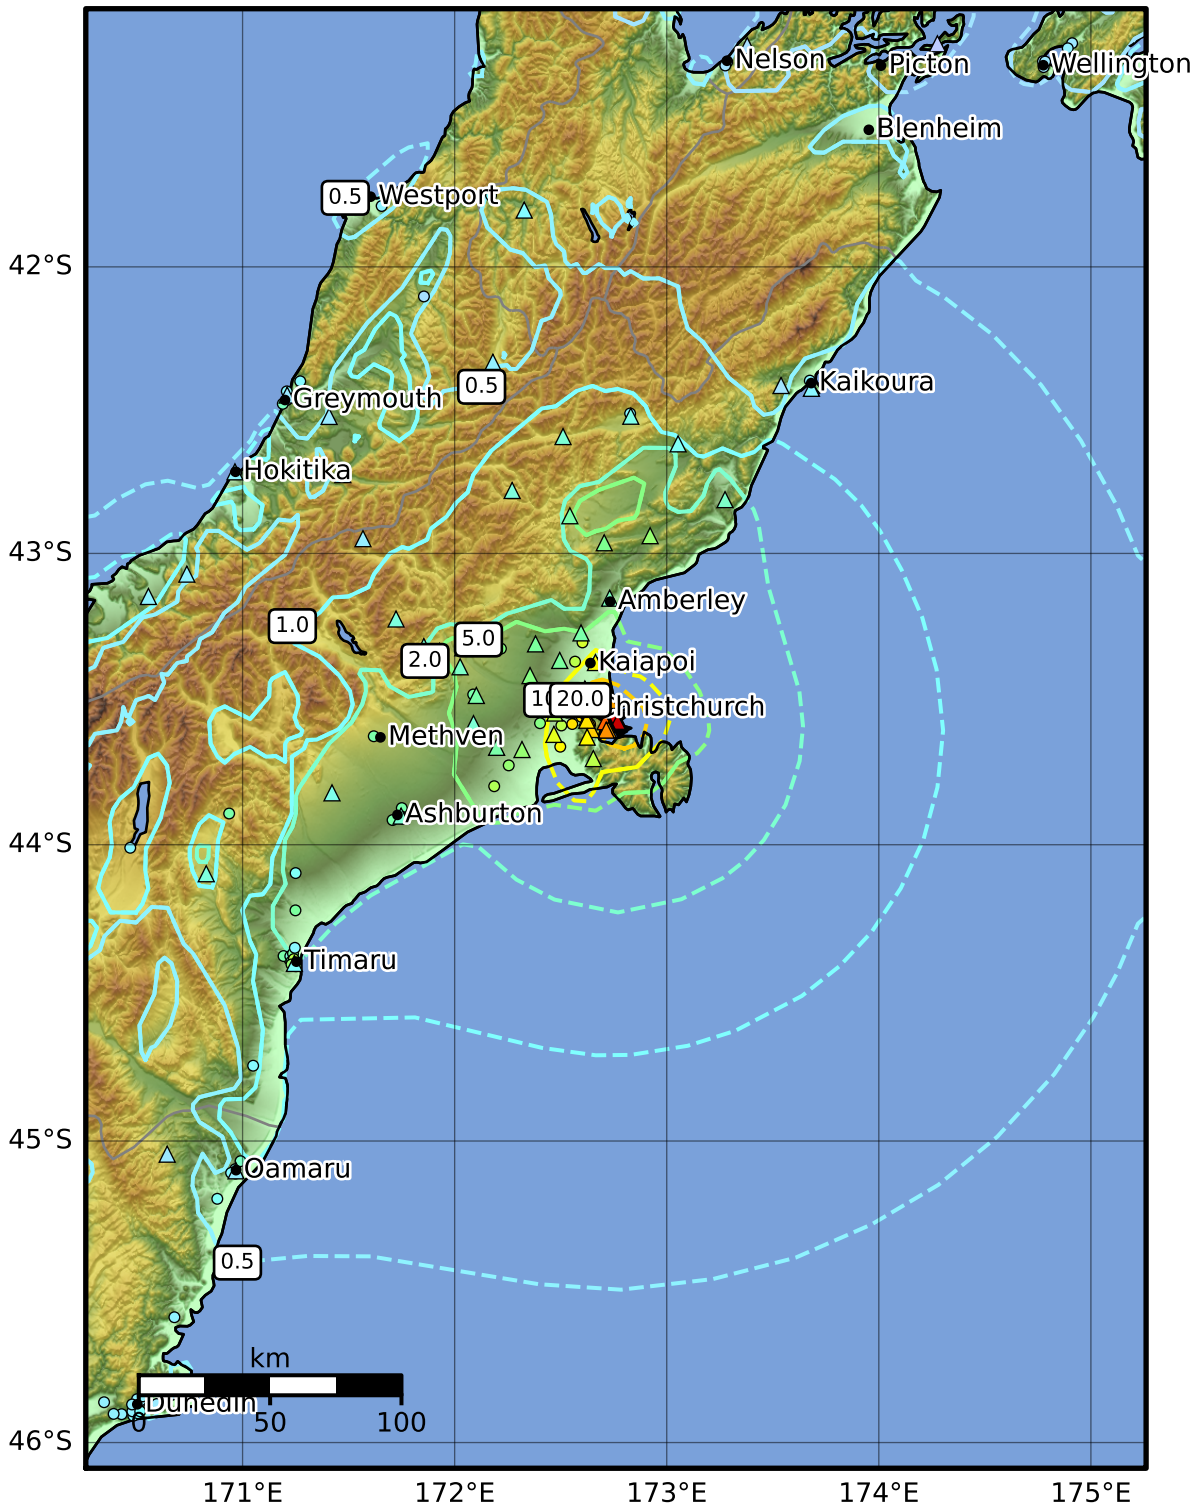 Nelson
Picton
Wellington
Blenheim
0.5
Westport
42°S
0.5
Kaikoura
Greymouth
Hokitika
43°S
Amberley
1.0
5.0
2.0
Kaiapoi
10
20.0
Christchurch
Methven
Ashburton
44°S
Timaru
45°S
Oamaru
0.5
km
Dunedin
0
50
100
46°S
171°E
172°E
173°E
174°E
175°E